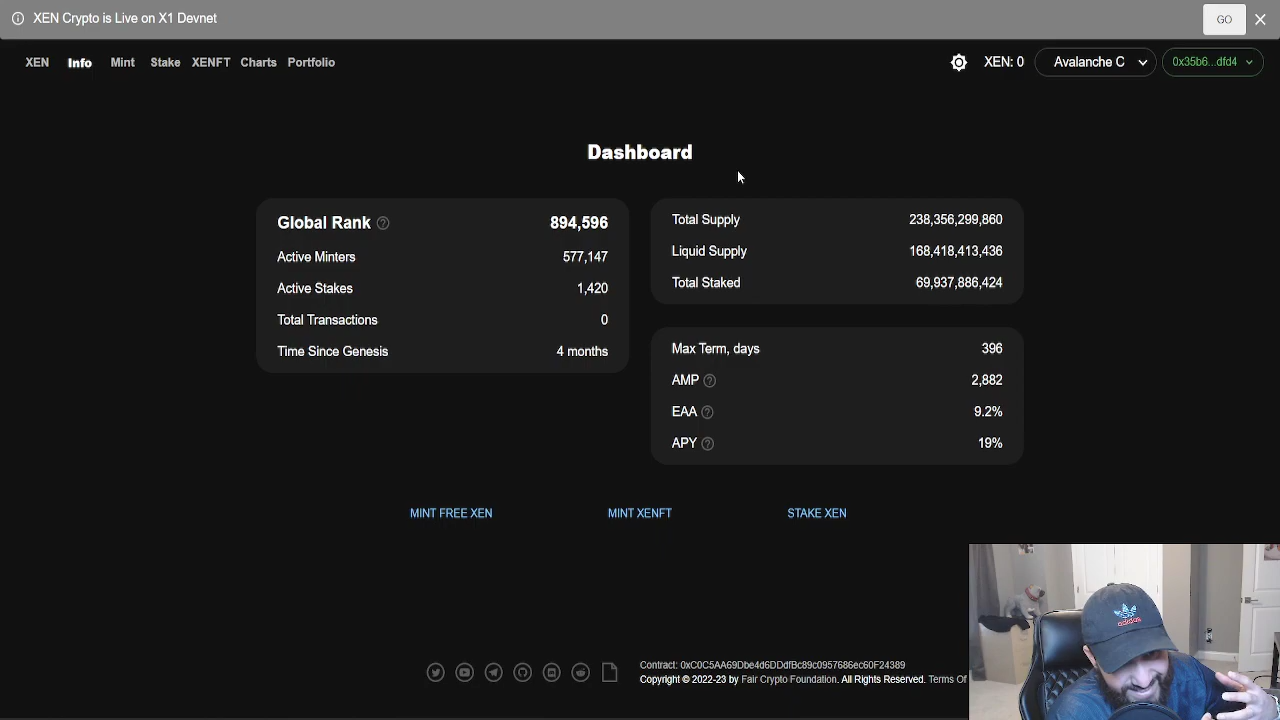 XEN Crypto is Live on X1 Devnet
GO
XEN Info Mint Stake XENFT Charts Portfolio
XEN: 0 Avalanche C 0x35b6...dfd4
Dashboard
Global Rank 894,596
Active Minters 577,147
Active Stakes 1,420
Total Transactions 0
Time Since Genesis 4 months
Total Supply 238,356,299,860
Liquid Supply 168,418,413,436
Total Staked 69,937,886,424
Max Term, days 396
AMP 2,882
EAA 9.2%
APY 19%
MINT FREE XEN MINT XENFT STAKE XEN
Contract: 0xC0C5AA69Dbe4d6DDdfBc89c0957686ec60F24389
Copyright © 2022-23 by Fair Crypto Foundation. All Rights Reserved. Terms Of
adidas